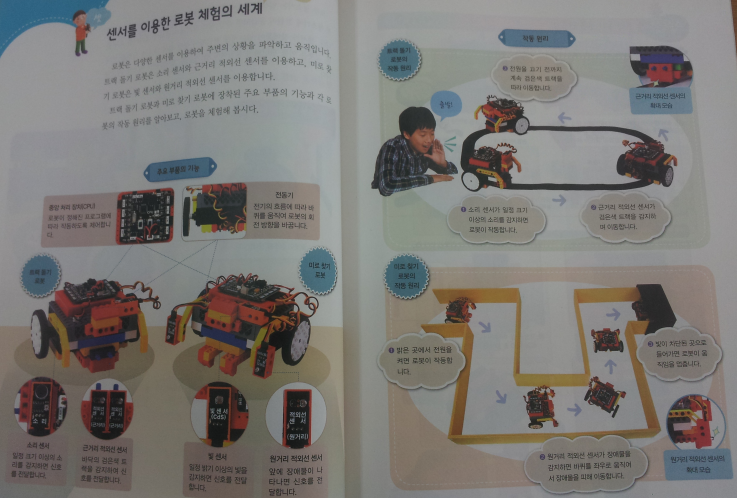 센서를 이용한 로봇 체험의 세계
로봇은 다양한 센서를 이용하여 주변의 상황을 파악하고 움직입니다.
트랙 돌기 로봇은 소리 센서와 근거리 적외선 센서를 이용하고, 미로 찾
기 로봇은 빛 센서와 원거리 적외선 센서를 이용합니다.
트랙 돌기 로봇과 미로 찾기 로봇에 장착된 주요 부품의 기능과 각 로
봇의 작동 원리를 알아보고, 로봇을 체험해 봅시다.
주요 부품의 기능
중앙 처리 장치(CPU)
로봇이 정해진 프로그램에
따라 작동하도록 제어합니
다.
전동기
전기의 흐름에 따라 바
퀴를 움직여 로봇의 회
전 방향을 바꿉니다.
트랙 돌기
로봇
미로 찾기
로봇
소리
적외선
센서
(근거리)
빛 센서
(CdS)
적외선
센서
(원거리)
소리 센서
일정 크기 이상의 소
리를 감지하면 신호
를 전달합니다.
근거리 적외선 센서
바닥의 검은색 트
랙을 감지하여 신
호를 전달합니다.
빛 센서
일정 밝기 이상의 빛을
감지하면 신호를 전달
합니다.
원거리 적외선 센서
앞에 장애물이 나
타나면 신호를 전
달합니다.
작동 원리
트랙 돌기
로봇의
작동 원리
❸ 전원을 끄기 전까지
계속 검은색 트랙을
따라 이동합니다.
근거리 적외선 센서의
확대 모습
출발!
❶ 소리 센서가 일정 크기
이상의 소리를 감지하면
로봇이 작동합니다.
❷ 근거리 적외선 센서가
검은색 트랙을 감지하
며 이동합니다.
미로 찾기
로봇의
작동 원리
❶ 밝은 곳에서 전원을
켜면 로봇이 작동합
니다.
❸ 빛이 차단된 곳으로
들어가면 로봇이 움
직임을 멈춥니다.
❷ 원거리 적외선 센서가 장애물을
감지하면 바퀴를 좌우로 움직여
서 장애물을 피해 이동합니다.
원거리 적외선 센서의
확대 모습